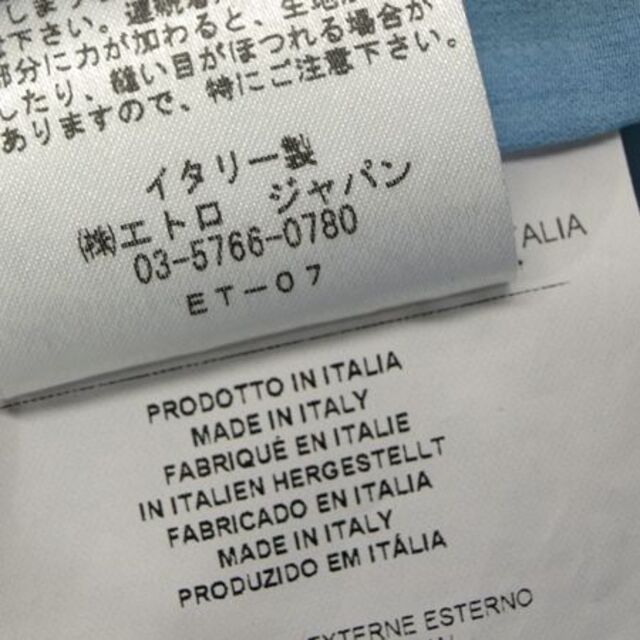 下さい。連続
部分に力が加わると、生地
したり、縫い目がほつれる場合が
ありますので、特にご注意下さい。
イタリー製
㈱エトロ ジャパン
03-5766-0780
ET-07
ITALIA
PRODOTTO IN ITALIA
MADE IN ITALY
FABRIQUÉ EN ITALIE
IN ITALIEN HERGESTELLT
FABRICADO EN ITALIA
MADE IN ITALY
PRODUZIDO EM ITÁLIA
EXTERNE ESTERNO